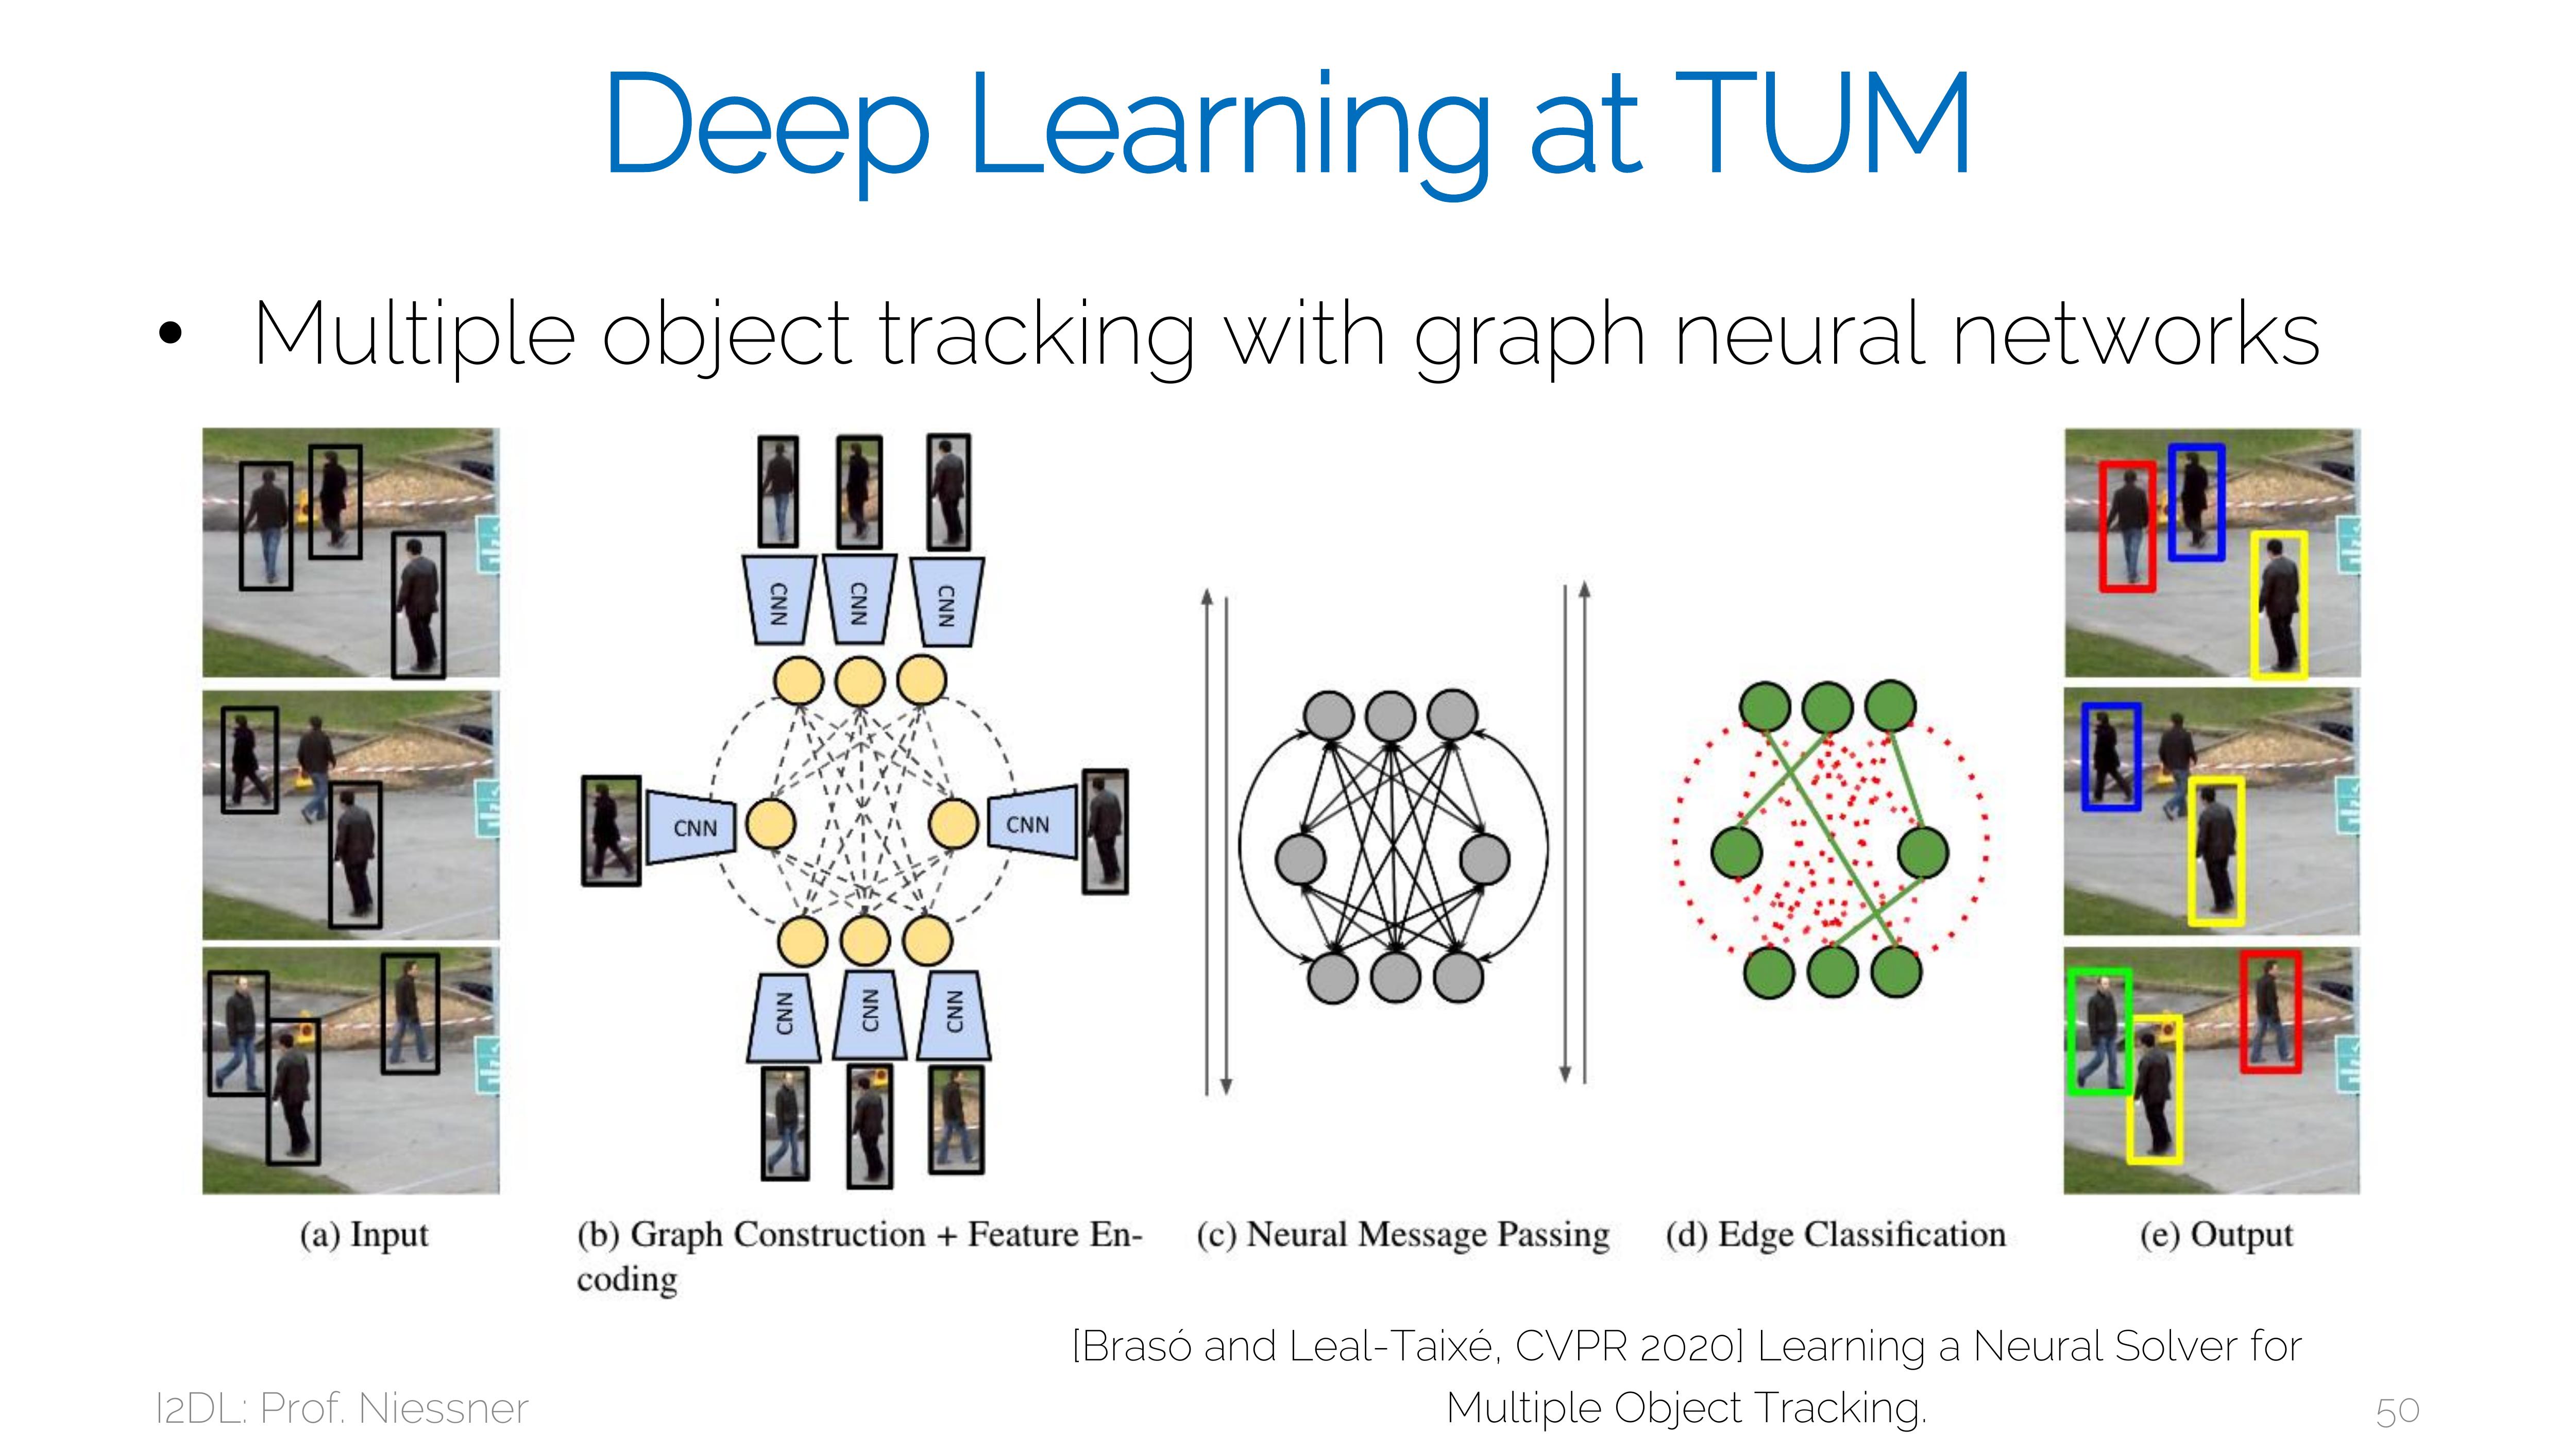 Deep Learning at TUM
• Multiple object tracking with graph neural networks
CNN
CNN
CNN
CNN
CNN
CNN
CNN
CNN
(a) Input
(b) Graph Construction + Feature En-
coding
(c) Neural Message Passing
(d) Edge Classification
(e) Output
[Brasó and Leal-Taixé, CVPR 2020] Learning a Neural Solver for
Multiple Object Tracking.
I2DL: Prof. Niessner
50